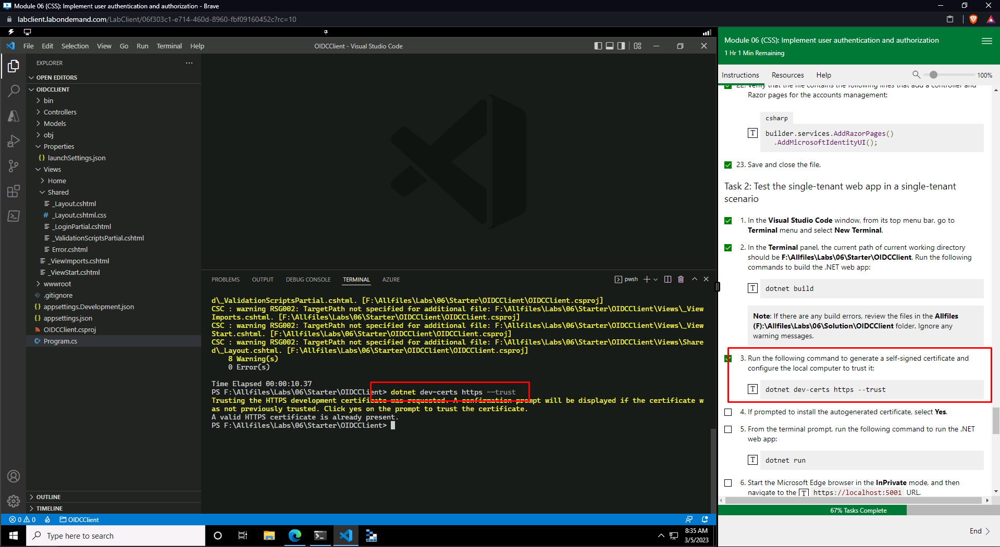 Module 06 (CSS): Implement user authentication and authorization - Brave
labclient.labondemand.com/LabClient/06f303c1-e714-460d-8960-fbf09160452c?rc=10
File Edit Selection View Go Run Terminal Help
OIDCClient - Visual Studio Code
EXPLORER
OPEN EDITORS
OIDCCLIENT
bin
Controllers
Models
obj
Properties
{} launchSettings.json
Views
Home
Shared
_Layout.cshtml
# _Layout.cshtml.css
_LoginPartial.cshtml
_ValidationScriptsPartial.cshtml
Error.cshtml
_ViewImports.cshtml
_ViewStart.cshtml
wwwroot
.gitignore
{} appsettings.Development.json
{} appsettings.json
OIDCClient.csproj
Program.cs
OUTLINE
TIMELINE
PROBLEMS OUTPUT DEBUG CONSOLE TERMINAL AZURE
pwsh
d\_ValidationScriptsPartial.cshtml. [F:\Allfiles\Labs\06\Starter\OIDCClient\OIDCClient.csproj]
CSC : warning RSG002: TargetPath not specified for additional file: F:\Allfiles\Labs\06\Starter\OIDCClient\Views\_View
Imports.cshtml. [F:\Allfiles\Labs\06\Starter\OIDCClient\OIDCClient.csproj]
CSC : warning RSG002: TargetPath not specified for additional file: F:\Allfiles\Labs\06\Starter\OIDCClient\Views\_View
Start.cshtml. [F:\Allfiles\Labs\06\Starter\OIDCClient\OIDCClient.csproj]
CSC : warning RSG002: TargetPath not specified for additional file: F:\Allfiles\Labs\06\Starter\OIDCClient\Views\Share
d\_Layout.cshtml. [F:\Allfiles\Labs\06\Starter\OIDCClient\OIDCClient.csproj]
8 Warning(s)
0 Error(s)
Time Elapsed 00:00:10.37
PS F:\Allfiles\Labs\06\Starter\OIDCClient> dotnet dev-certs https --trust
Trusting the HTTPS development certificate was requested. A confirmation prompt will be displayed if the certificate w
as not previously trusted. Click yes on the prompt to trust the certificate.
A valid HTTPS certificate is already present.
PS F:\Allfiles\Labs\06\Starter\OIDCClient>
0 0 OIDCClient
Type here to search
8:35 AM
3/5/2023
Module 06 (CSS): Implement user authentication and authorization
1 Hr 1 Min Remaining
Instructions Resources Help
100%
22. Verify that the file contains the following lines that add a controller and
Razor pages for the accounts management:
csharp
T builder.services.AddRazorPages()
.AddMicrosoftIdentityUI();
23. Save and close the file.
Task 2: Test the single-tenant web app in a single-tenant
scenario
1. In the Visual Studio Code window, from its top menu bar, go to
Terminal menu and select New Terminal.
2. In the Terminal panel, the current path of current working directory
should be F:\Allfiles\Labs\06\Starter\OIDCClient. Run the following
commands to build the .NET web app:
T dotnet build
Note: If there are any build errors, review the files in the Allfiles
(F):\Allfiles\Labs\06\Solution\OIDCClient folder. Ignore any
warning messages.
3. Run the following command to generate a self-signed certificate and
configure the local computer to trust it:
T dotnet dev-certs https --trust
4. If prompted to install the autogenerated certificate, select Yes.
5. From the terminal prompt, run the following command to run the .NET
web app:
T dotnet run
6. Start the Microsoft Edge browser in the InPrivate mode, and then
navigate to the T https://localhost:5001 URL.
67% Tasks Complete
End